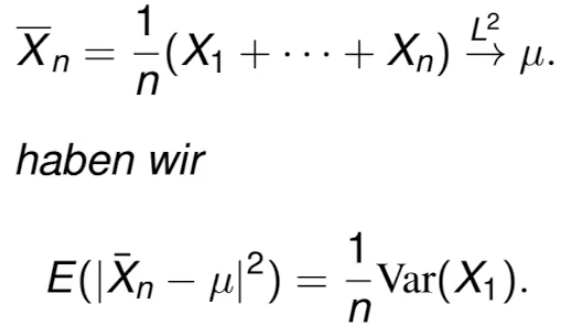 X̅ₙ = 1/n (X₁ + ⋯ + Xₙ) →^{L²} μ.
haben wir
E(|X̄ₙ − μ|²) = 1/n Var(X₁).